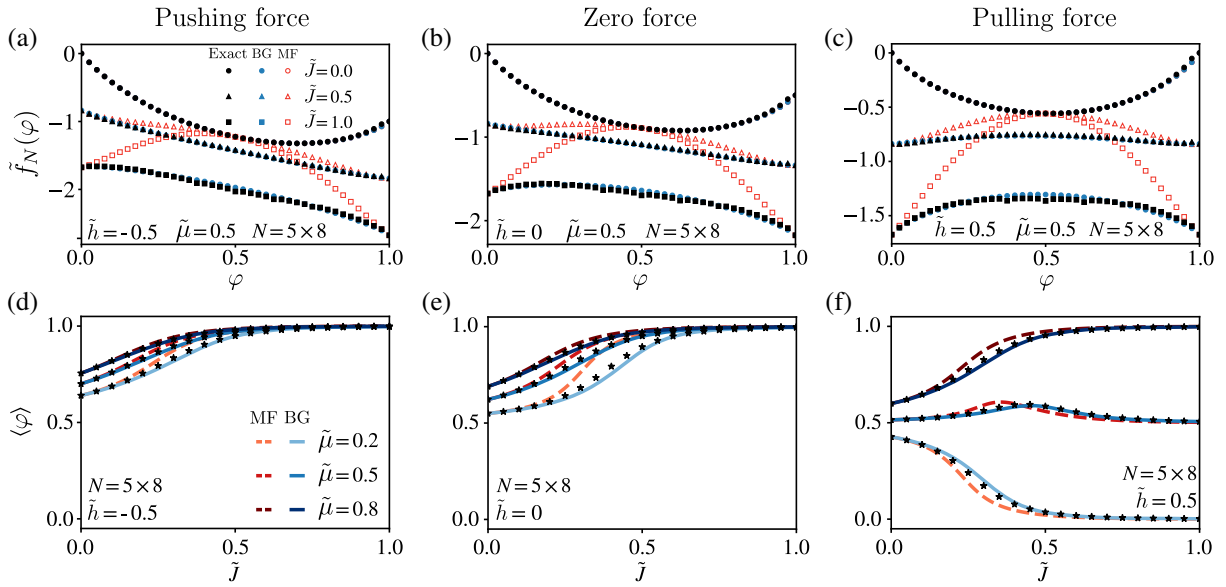 Pushing force
Zero force
Pulling force
(a)
(b)
(c)
Exact BG MF
J̃=0.0
J̃=0.5
J̃=1.0
f̃_N(φ)
0
−1
−2
0
−1
−2
0.0
−0.5
−1.0
−1.5
h̃=−0.5 μ̃=0.5 N=5×8
h̃=0 μ̃=0.5 N=5×8
h̃=0.5 μ̃=0.5 N=5×8
0.0 0.5 1.0
0.0 0.5 1.0
0.0 0.5 1.0
φ
φ
φ
(d)
(e)
(f)
⟨φ⟩
1.0
0.5
0.0
1.0
0.5
0.0
1.0
0.5
0.0
MF BG
μ̃=0.2
μ̃=0.5
μ̃=0.8
N=5×8
h̃=−0.5
N=5×8
h̃=0
N=5×8
h̃=0.5
0.0 0.5 1.0
0.0 0.5 1.0
0.0 0.5 1.0
J̃
J̃
J̃